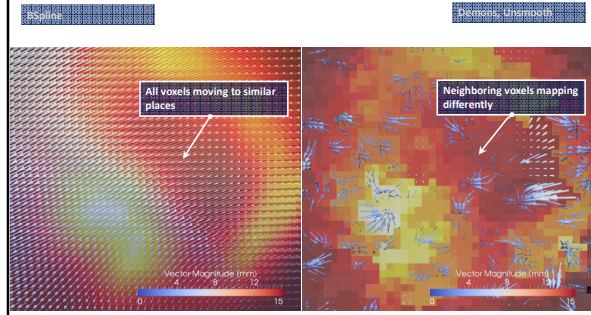 BSpline
Demons, Unsmooth
All voxels moving to similar
places
Neighboring voxels mapping
differently
Vector Magnitude (mm)
4 8 12
0 15
Vector Magnitude (mm)
4 8 12
0 15